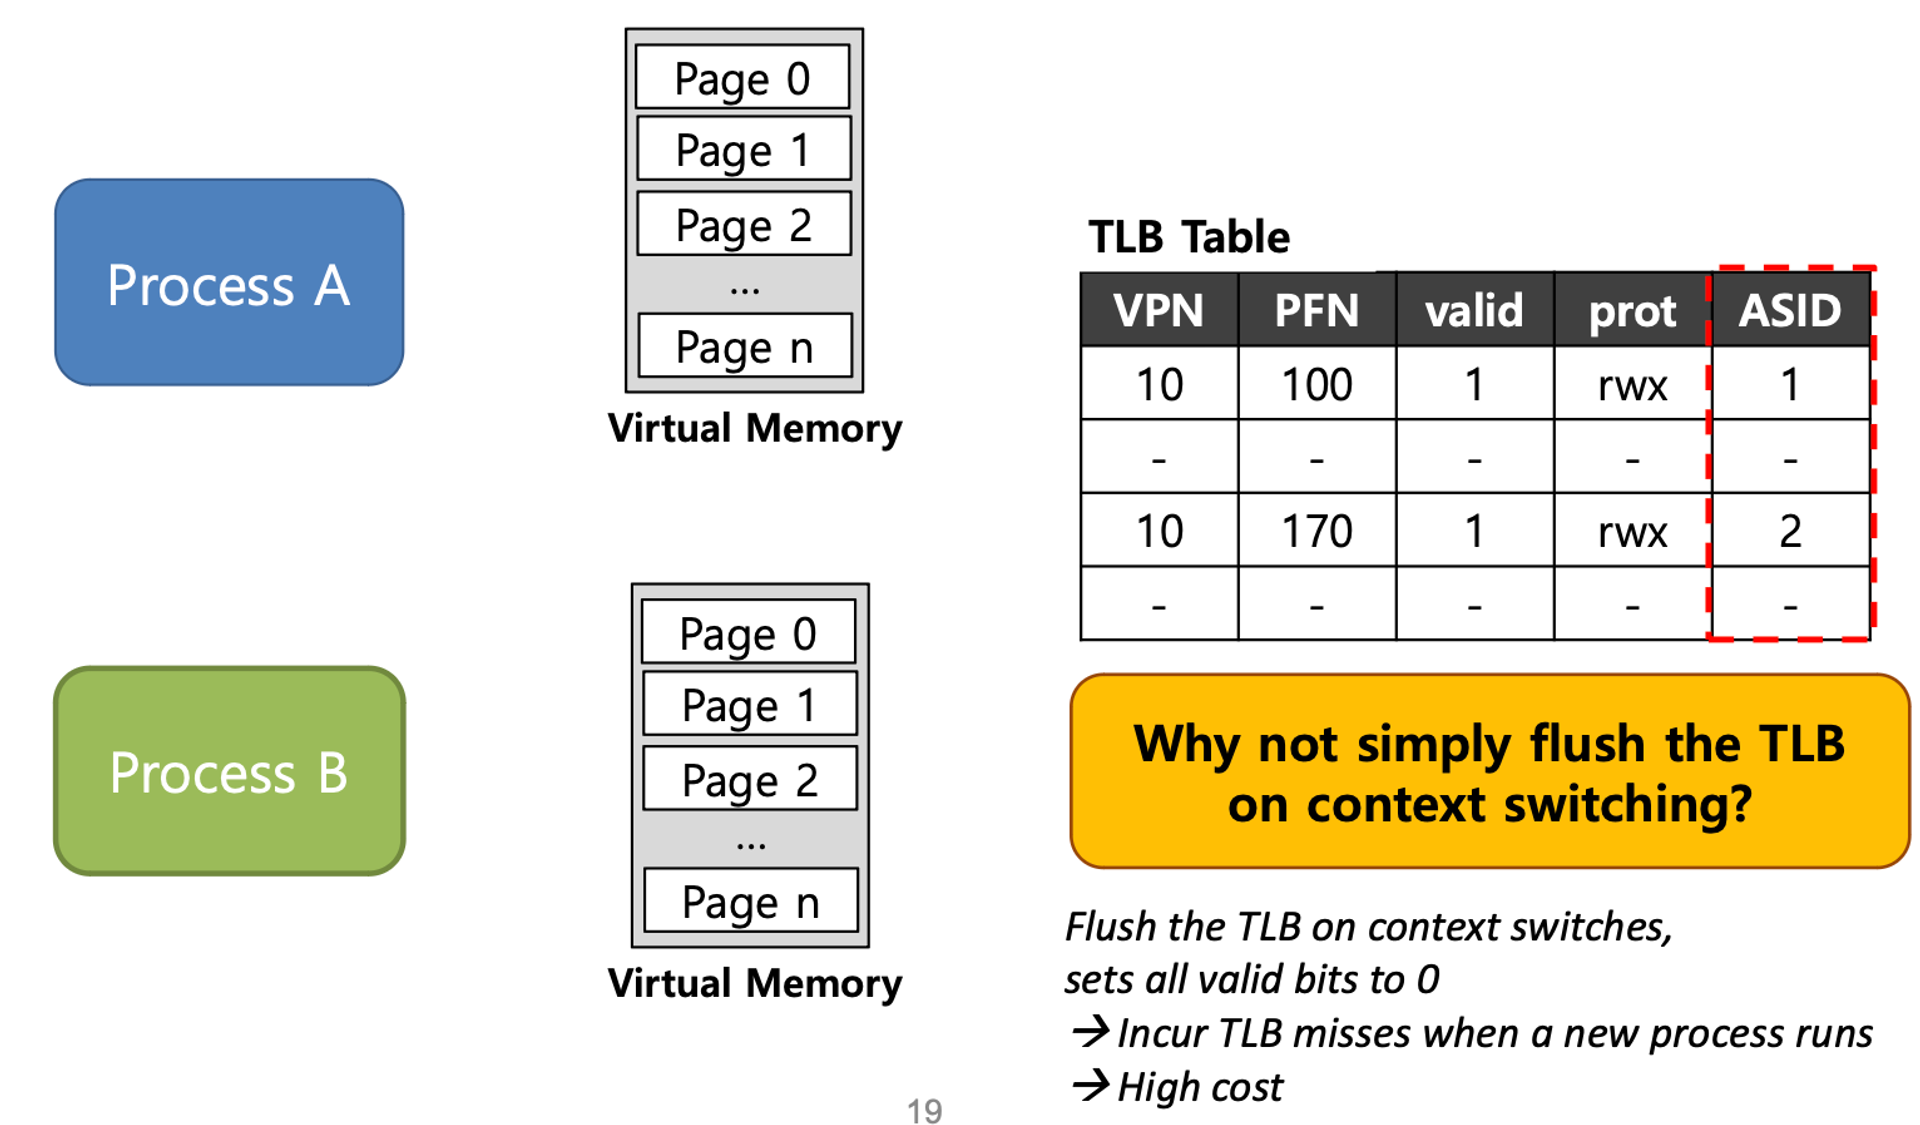 Process A
Page 0
Page 1
Page 2
...
Page n
Virtual Memory
Process B
Page 0
Page 1
Page 2
...
Page n
Virtual Memory
TLB Table
VPN PFN valid prot ASID
10 100 1 rwx 1
- - - - -
10 170 1 rwx 2
- - - - -
Why not simply flush the TLB
on context switching?
Flush the TLB on context switches,
sets all valid bits to 0
→ Incur TLB misses when a new process runs
→ High cost
19